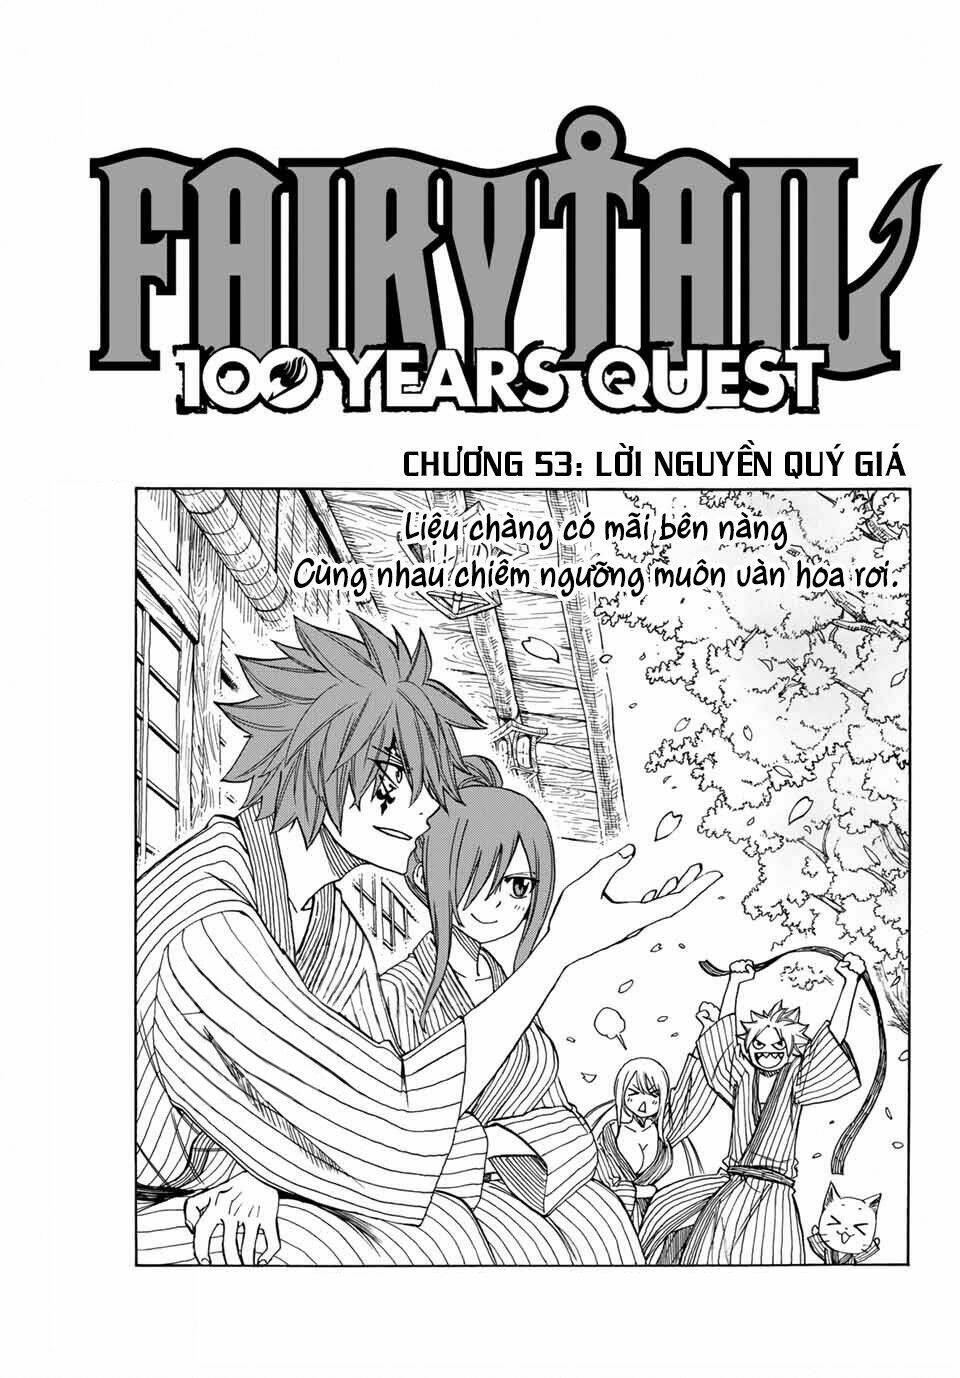 FAIRY TAIL
100 YEARS QUEST
CHƯƠNG 53: LỜI NGUYỀN QUÝ GIÁ
Liệu chàng có mãi bên nàng
Cùng nhau chiêm ngưỡng muôn vàn hoa rơi.